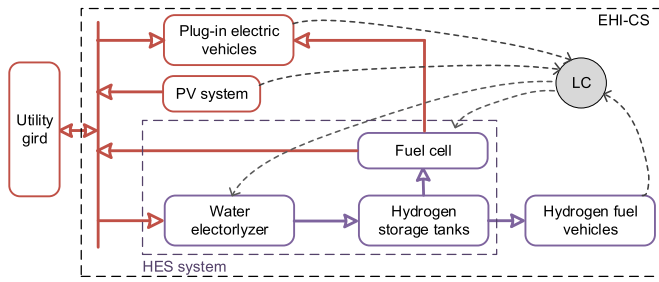 EHI-CS
Plug-in electric
vehicles
PV system
LC
Utility
gird
Fuel cell
Water
electorlyzer
Hydrogen
storage tanks
Hydrogen fuel
vehicles
HES system